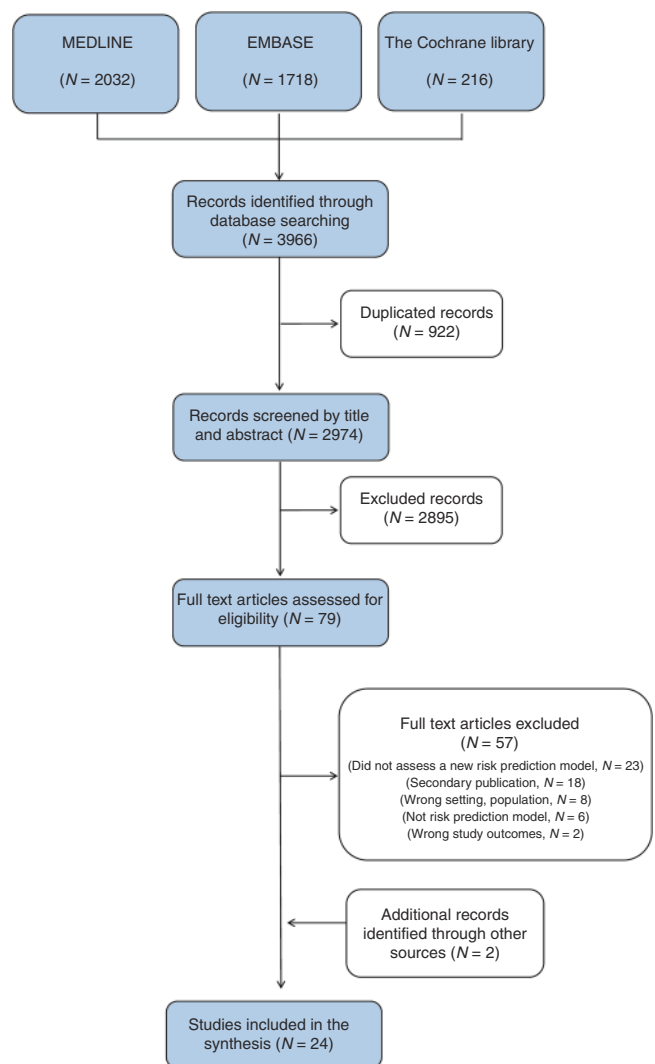 MEDLINE
(N = 2032)
EMBASE
(N = 1718)
The Cochrane library
(N = 216)
Records identified through
database searching
(N = 3966)
Duplicated records
(N = 922)
Records screened by title
and abstract (N = 2974)
Excluded records
(N = 2895)
Full text articles assessed for
eligibility (N = 79)
Full text articles excluded
(N = 57)
(Did not assess a new risk prediction model, N = 23)
(Secondary publication, N = 18)
(Wrong setting, population, N = 8)
(Not risk prediction model, N = 6)
(Wrong study outcomes, N = 2)
Additional records
identified through other
sources (N = 2)
Studies included in the
synthesis (N = 24)